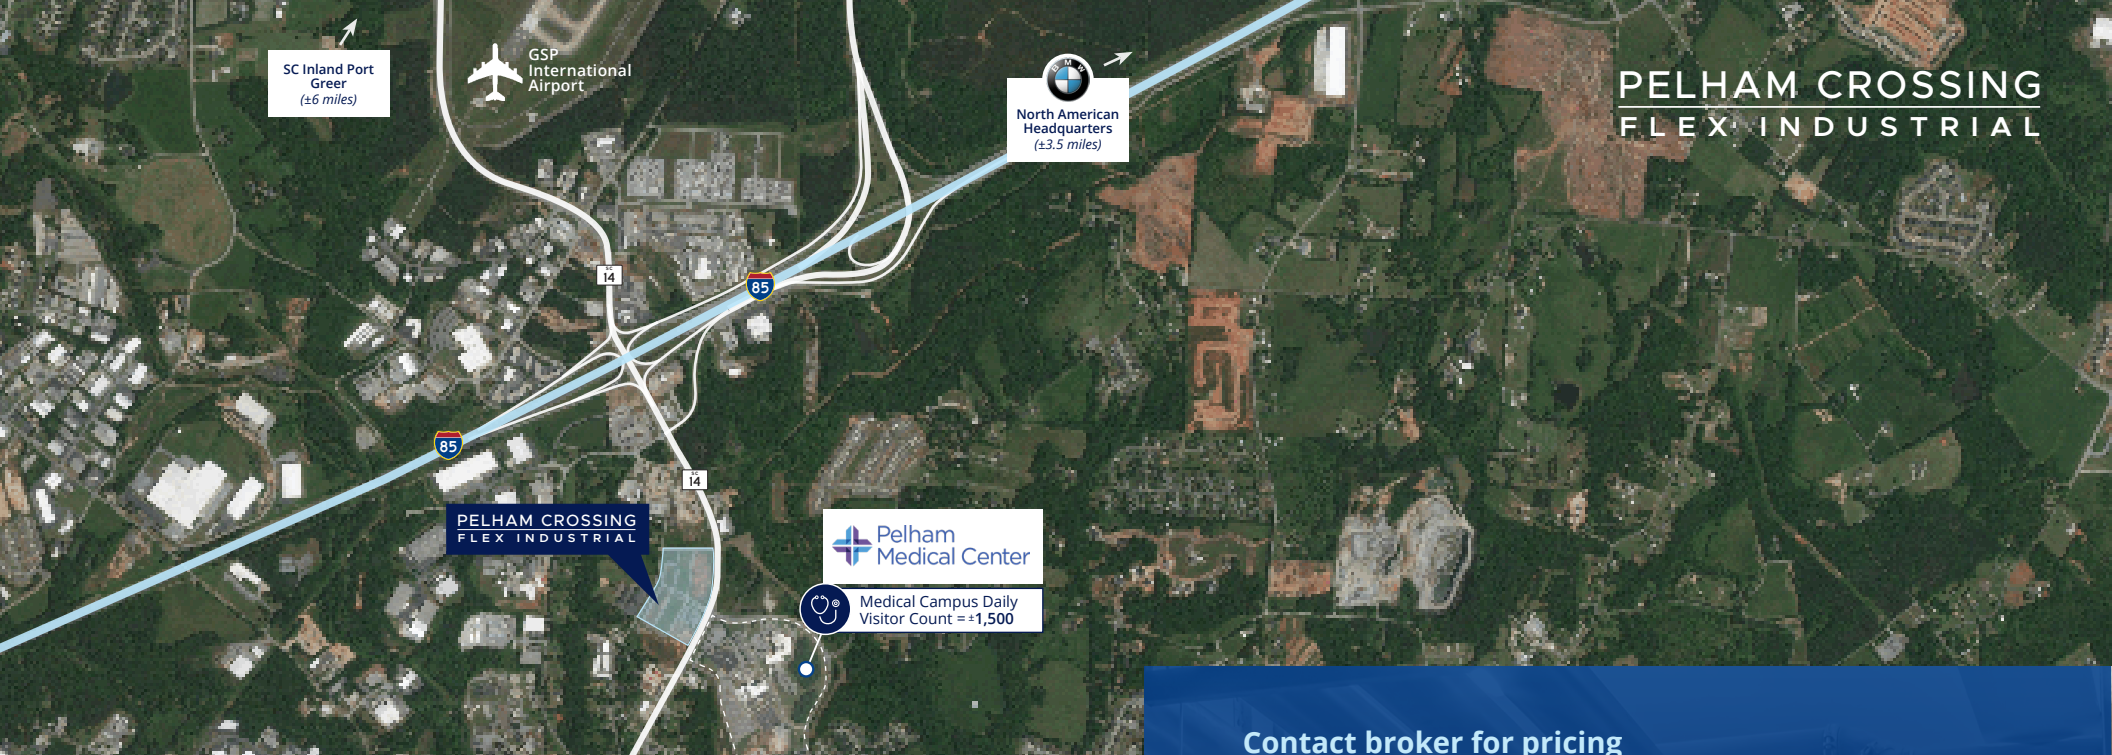 SC Inland Port
Greer
(±6 miles)
GSP
International
Airport
BMW
North American
Headquarters
(±3.5 miles)
PELHAM CROSSING
FLEX INDUSTRIAL
SC
14
85
85
SC
14
PELHAM CROSSING
FLEX INDUSTRIAL
Pelham
Medical Center
Medical Campus Daily
Visitor Count = ±1,500
Contact broker for pricing